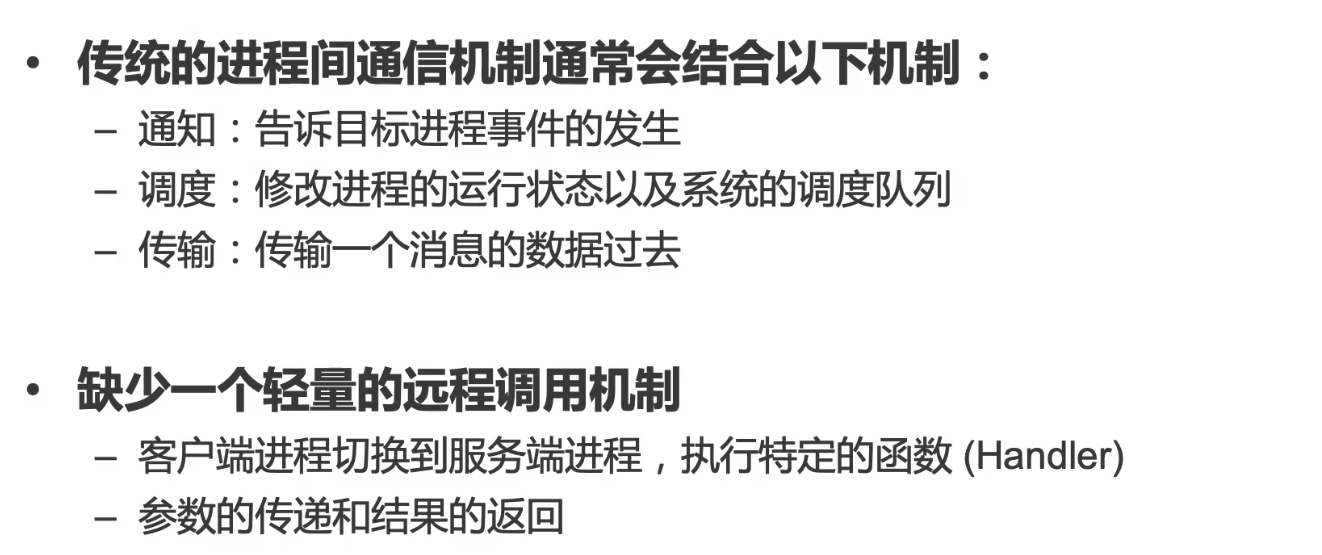 • 传统的进程间通信机制通常会结合以下机制：
– 通知：告诉目标进程事件的发生
– 调度：修改进程的运行状态以及系统的调度队列
– 传输：传输一个消息的数据过去
• 缺少一个轻量的远程调用机制
– 客户端进程切换到服务端进程，执行特定的函数 (Handler)
– 参数的传递和结果的返回